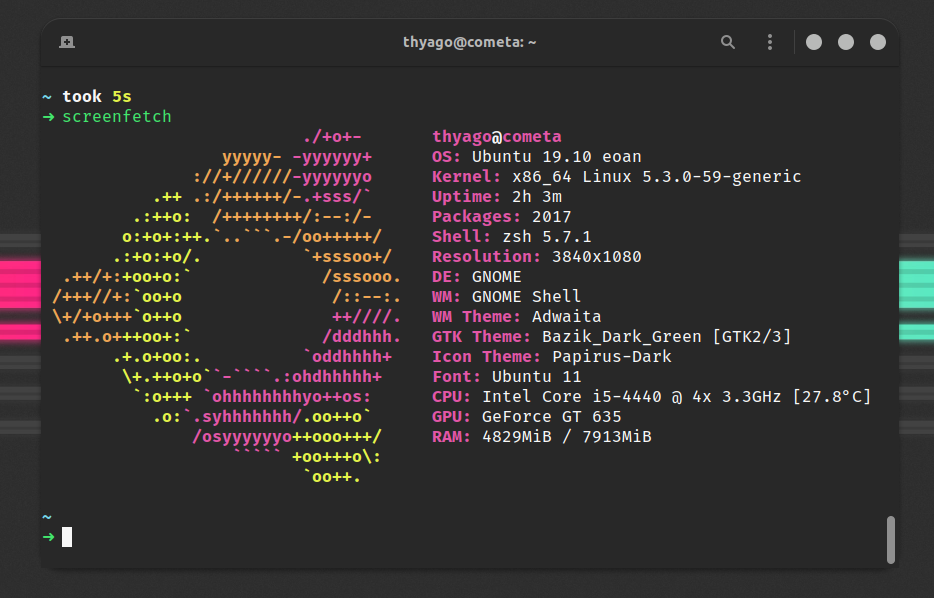 thyago@cometa: ~
~ took 5s
➜ screenfetch
                          ./+o+-       thyago@cometa
                  yyyyy- -yyyyyy+      OS: Ubuntu 19.10 eoan
               ://+//////-yyyyyyo      Kernel: x86_64 Linux 5.3.0-59-generic
           .++ .:/++++++/-.+sss/`      Uptime: 2h 3m
         .:++o:  /++++++++/:--:/-      Packages: 2017
        o:+o+:++.`..```.-/oo+++++/     Shell: zsh 5.7.1
       .:+o:+o/.          `+sssoo+/    Resolution: 3840x1080
  .++/+:+oo+o:`             /sssooo.   DE: GNOME
 /+++//+:`oo+o               /::--:.   WM: GNOME Shell
 \+/+o+++`o++o               ++////.   WM Theme: Adwaita
  .++.o+++oo+:`             /dddhhh.   GTK Theme: Bazik_Dark_Green [GTK2/3]
       .+.o+oo:.          `oddhhhh+    Icon Theme: Papirus-Dark
        \+.++o+o``-````.:ohdhhhhh+     Font: Ubuntu 11
         `:o+++ `ohhhhhhhhyo++os:      CPU: Intel Core i5-4440 @ 4x 3.3GHz [27.8°C]
           .o:`.syhhhhhhh/.oo++o`      GPU: GeForce GT 635
               /osyyyyyyo++ooo+++/     RAM: 4829MiB / 7913MiB
                   ````` +oo+++o\:
                          `oo++.
~
➜